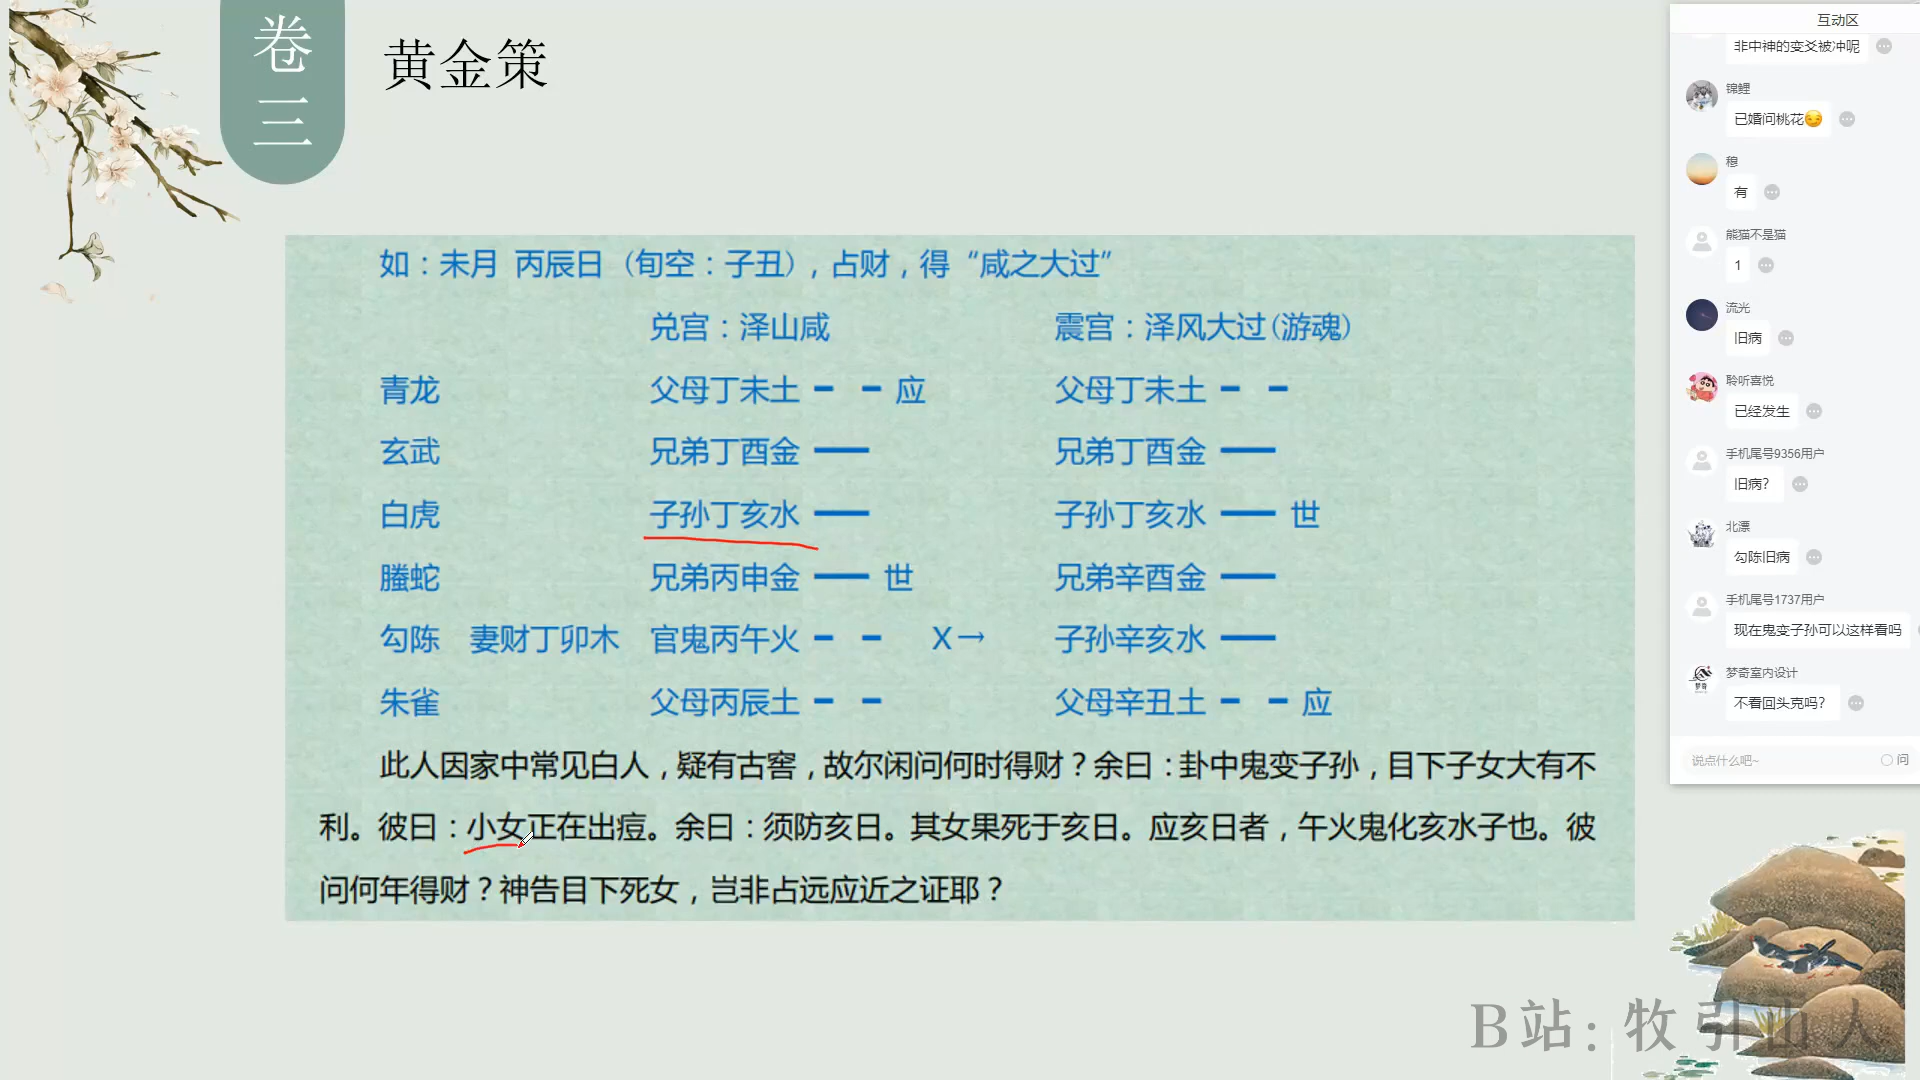 卷三
黄金策
如：未月 丙辰日（旬空：子丑），占财，得“咸之大过”
兑宫：泽山咸 震宫：泽风大过(游魂)
青龙 父母丁未土 应 父母丁未土
玄武 兄弟丁酉金 兄弟丁酉金
白虎 子孙丁亥水 子孙丁亥水 世
螣蛇 兄弟丙申金 世 兄弟辛酉金
勾陈 妻财丁卯木 官鬼丙午火 X→ 子孙辛亥水
朱雀 父母丙辰土 父母辛丑土 应
此人因家中常见白人，疑有古窖，故尔闲问何时得财？余曰：卦中鬼变子孙，目下子女大有不
利。彼曰：小女正在出痘。余曰：须防亥日。其女果死于亥日。应亥日者，午火鬼化亥水子也。彼
问何年得财？神告目下死女，岂非占远应近之证耶？
互动区
非中神的变爻被冲呢
锦鲤
已婚问桃花😏
穆
有
熊猫不是猫
1
流光
旧病
聆听喜悦
已经发生
手机尾号9356用户
旧病？
北漂
勾陈旧病
手机尾号1737用户
现在鬼变子孙可以这样看吗
梦奇室内设计
不看回头克吗？
说点什么吧~ 问
B站：牧引山人